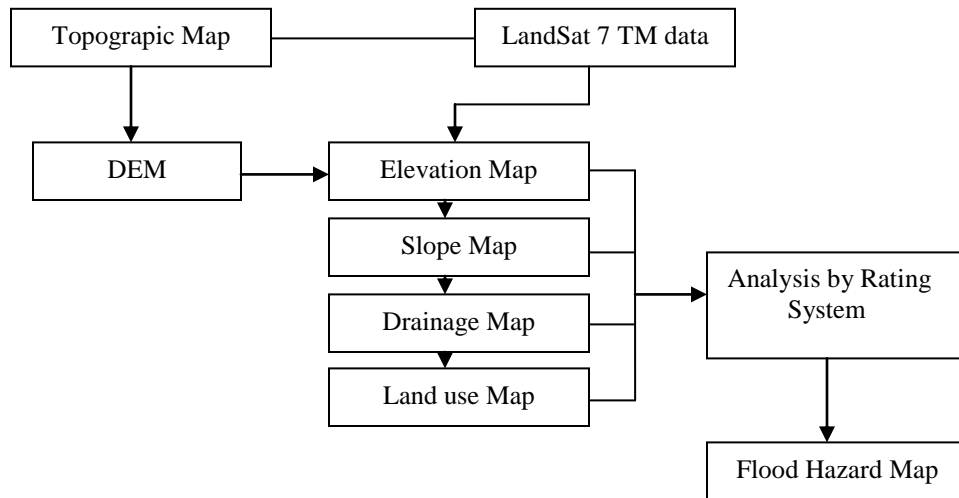 Topograpic Map
LandSat 7 TM data
DEM
Elevation Map
Slope Map
Drainage Map
Land use Map
Analysis by Rating
System
Flood Hazard Map